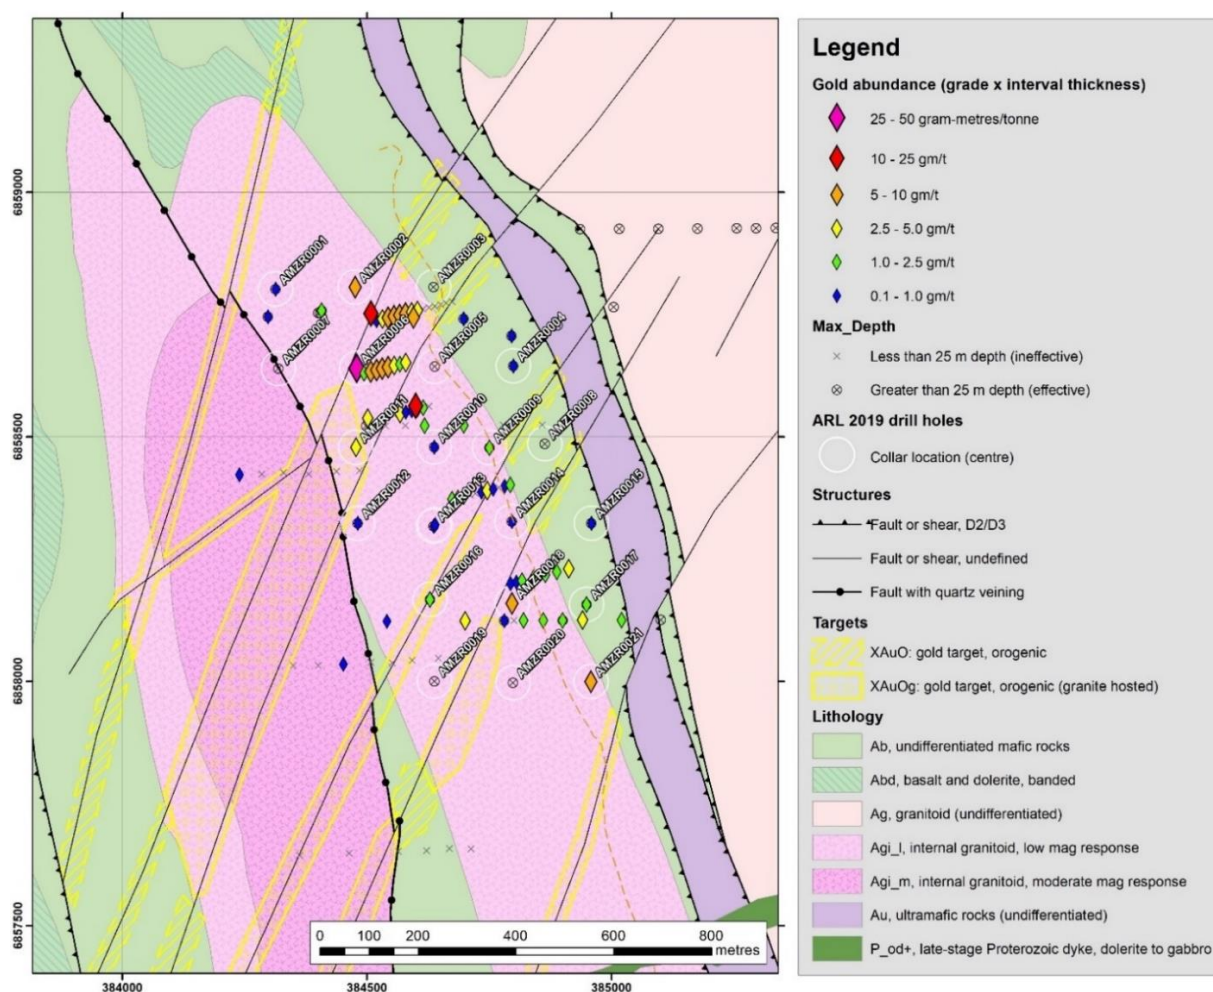 6859000
6858500
6858000
6857500
384000
384500
385000
AMZR0001
AMZR0002
AMZR0003
AMZR0007
AMZR0006
AMZR0005
AMZR0004
AMZR0011
AMZR0010
AMZR0009
AMZR0008
AMZR0012
AMZR0013
AMZR0014
AMZR0015
AMZR0016
AMZR0018
AMZR0017
AMZR0019
AMZR0020
AMZR0021
0 100 200 400 600 800
metres
Legend
Gold abundance (grade x interval thickness)
25 - 50 gram-metres/tonne
10 - 25 gm/t
5 - 10 gm/t
2.5 - 5.0 gm/t
1.0 - 2.5 gm/t
0.1 - 1.0 gm/t
Max_Depth
Less than 25 m depth (ineffective)
Greater than 25 m depth (effective)
ARL 2019 drill holes
Collar location (centre)
Structures
Fault or shear, D2/D3
Fault or shear, undefined
Fault with quartz veining
Targets
XAuO: gold target, orogenic
XAuOg: gold target, orogenic (granite hosted)
Lithology
Ab, undifferentiated mafic rocks
Abd, basalt and dolerite, banded
Ag, granitoid (undifferentiated)
Agi_l, internal granitoid, low mag response
Agi_m, internal granitoid, moderate mag response
Au, ultramafic rocks (undifferentiated)
P_od+, late-stage Proterozoic dyke, dolerite to gabbro